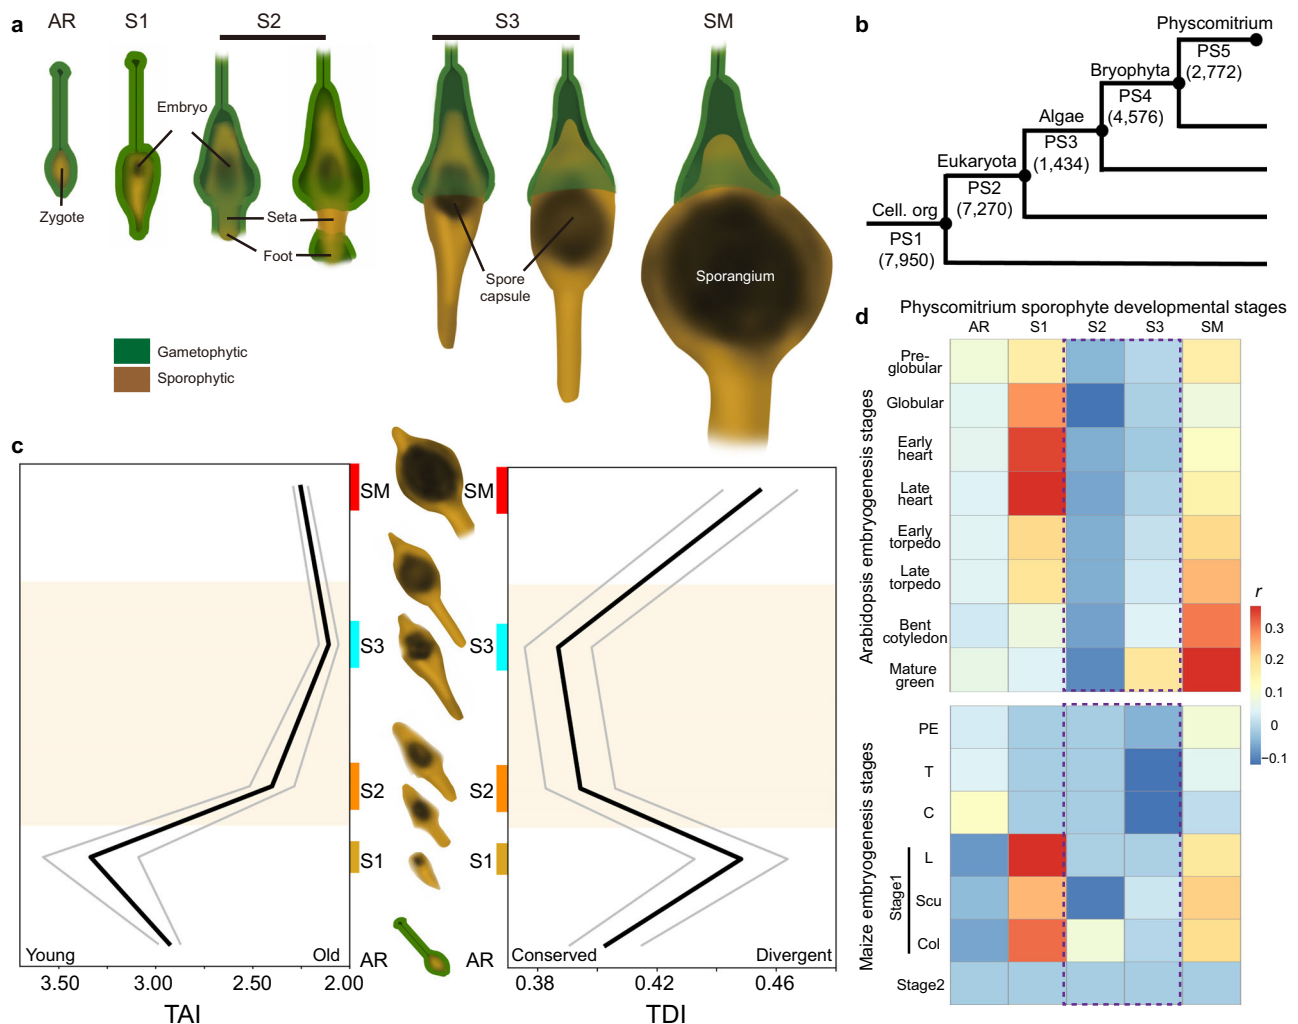 a
AR
S1
S2
S3
SM
Embryo
Zygote
Seta
Foot
Spore
capsule
Sporangium
Gametophytic
Sporophytic
b
Physcomitrium
PS5
(2,772)
Bryophyta
PS4
(4,576)
Algae
PS3
(1,434)
Eukaryota
PS2
(7,270)
Cell. org
PS1
(7,950)
c
SM
SM
S3
S3
S2
S2
S1
S1
AR
AR
Young
Old
Conserved
Divergent
3.50
3.00
2.50
2.00
0.38
0.42
0.46
TAI
TDI
d
Physcomitrium sporophyte developmental stages
AR
S1
S2
S3
SM
Arabidopsis embryogenesis stages
Pre-
globular
Globular
Early
heart
Late
heart
Early
torpedo
Late
torpedo
Bent
cotyledon
Mature
green
Maize embryogenesis stages
PE
T
C
Stage1
L
Scu
Col
Stage2
r
0.3
0.2
0.1
0
−0.1